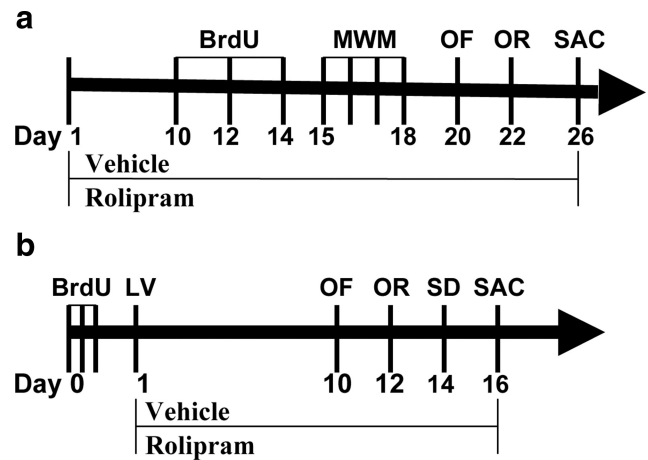 a
BrdU MWM OF OR SAC
Day 1 10 12 14 15 18 20 22 26
Vehicle
Rolipram
b
BrdU LV OF OR SD SAC
Day 0 1 10 12 14 16
Vehicle
Rolipram